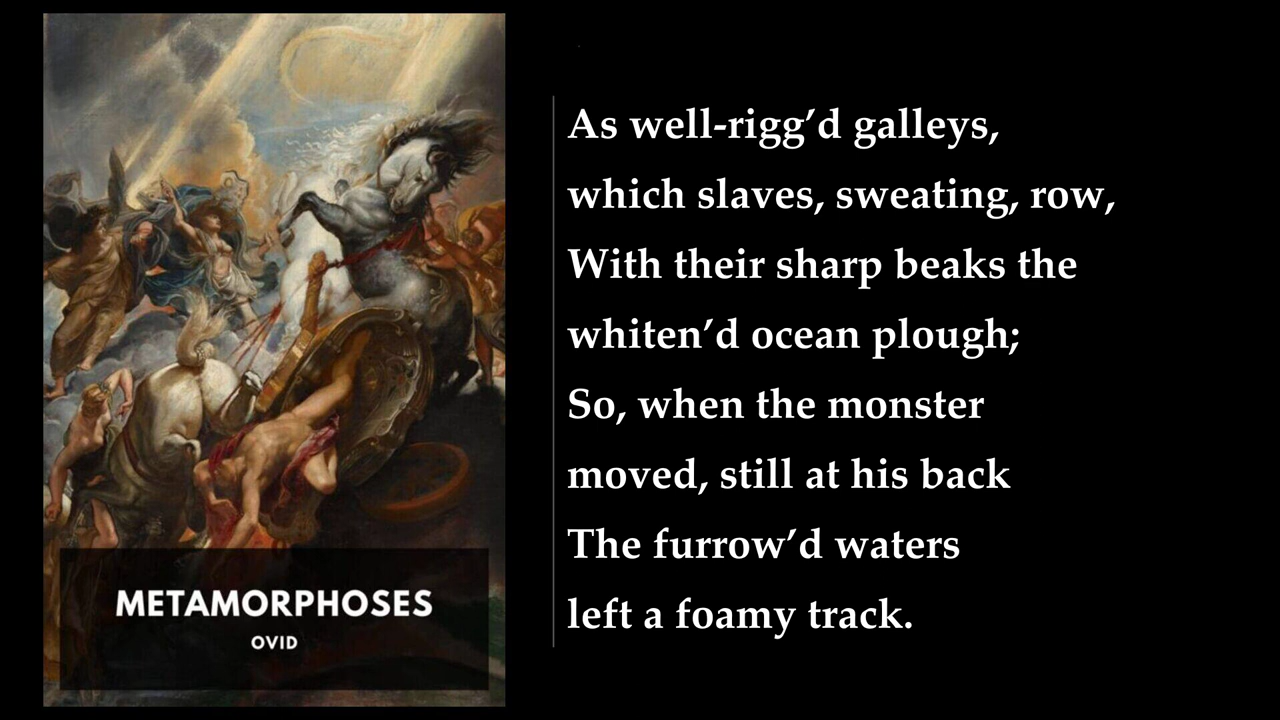 METAMORPHOSES
OVID
As well-rigg’d galleys,
which slaves, sweating, row,
With their sharp beaks the
whiten’d ocean plough;
So, when the monster
moved, still at his back
The furrow’d waters
left a foamy track.